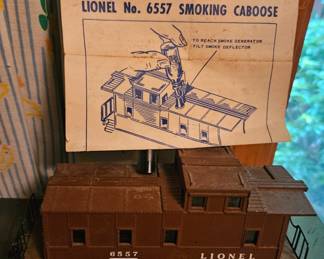 LIONEL No. 6557 SMOKING CABOOSE
TO REACH SMOKE GENERATOR
TILT SMOKE DEFLECTOR
6557 LIONEL